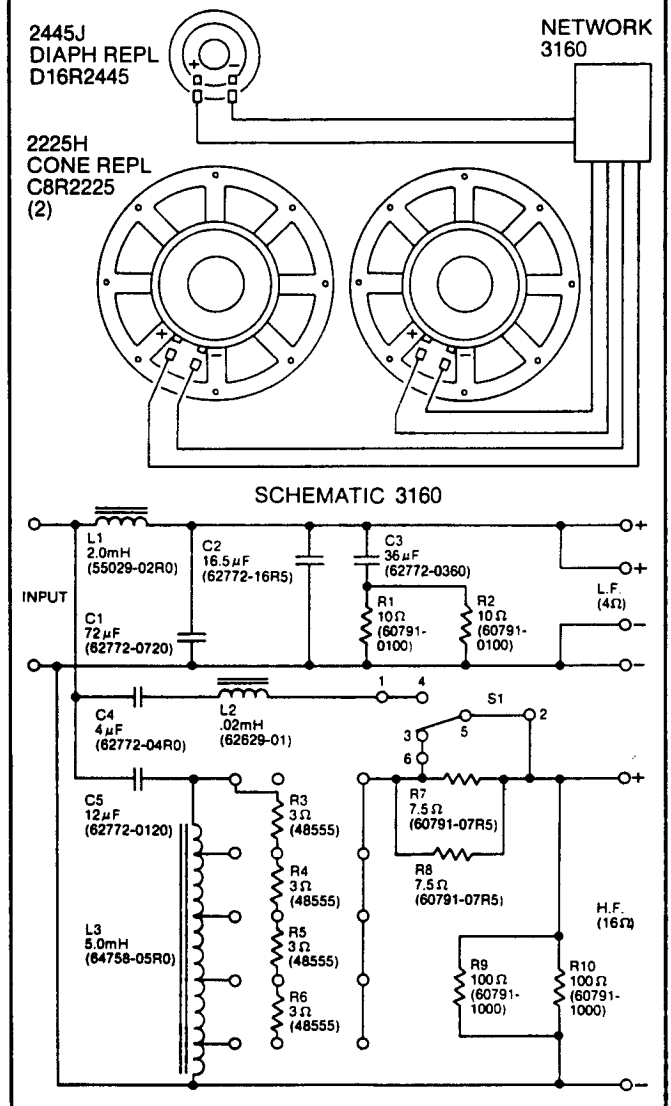 2445J
DIAPH REPL
D16R2445
+ −
NETWORK
3160
2225H
CONE REPL
C8R2225
(2)
+ −
+ −
SCHEMATIC 3160
L1
2.0mH
(55029-02R0)
C2
16.5μF
(62772-16R5)
C3
36μF
(62772-0360)
+
+
INPUT
C1
72μF
(62772-0720)
R1
10Ω
(60791-
0100)
R2
10Ω
(60791-
0100)
L.F.
(4Ω)
−
−
C4
4μF
(62772-04R0)
L2
.02mH
(62629-01)
1
4
S1
3
5
2
6
C5
12μF
(62772-0120)
R3
3Ω
(48555)
R7
7.5Ω
(60791-07R5)
+
R4
3Ω
(48555)
R8
7.5Ω
(60791-07R5)
L3
5.0mH
(64758-05R0)
R5
3Ω
(48555)
H.F.
(16Ω)
R6
3Ω
(48555)
R9
100Ω
(60791-
1000)
R10
100Ω
(60791-
1000)
−